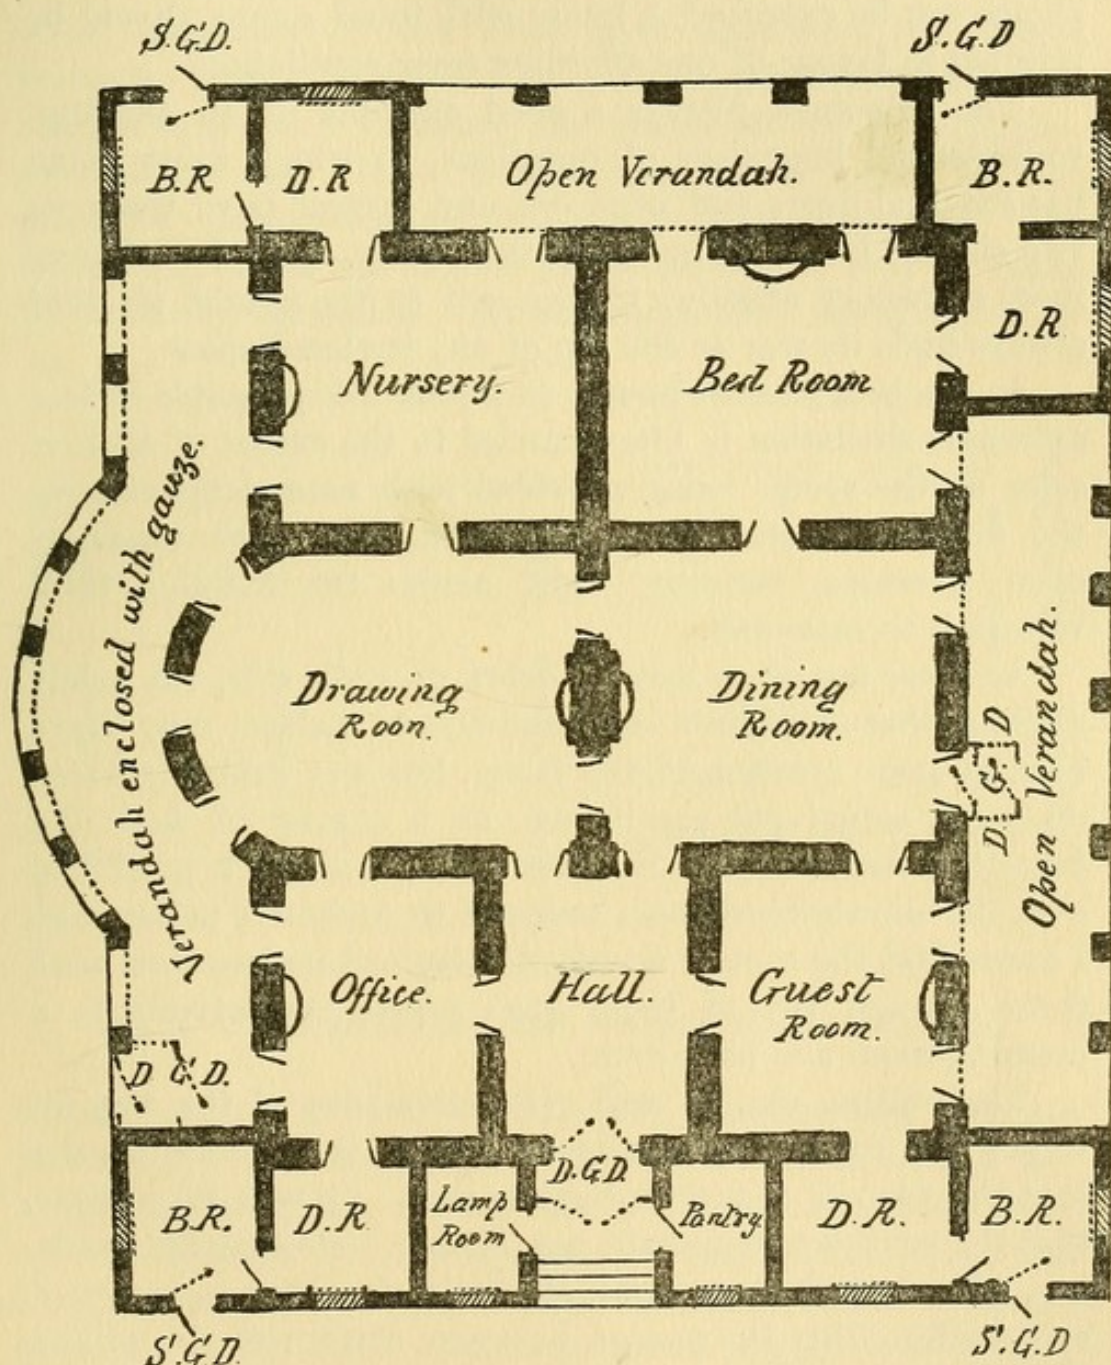 S.G.D.
S.G.D
B.R
D.R
Open Verandah.
B.R.
D.R
Nursery.
Bed Room
Verandah enclosed with gauze.
Drawing
Roon.
Dining
Room.
D.G.D
Open Verandah.
Office.
Hall.
Guest
Room.
D G D.
B.R.
D.R
Lamp
Room
D.G.D.
Pantry
D.R.
B.R.
S.G.D.
S.G.D